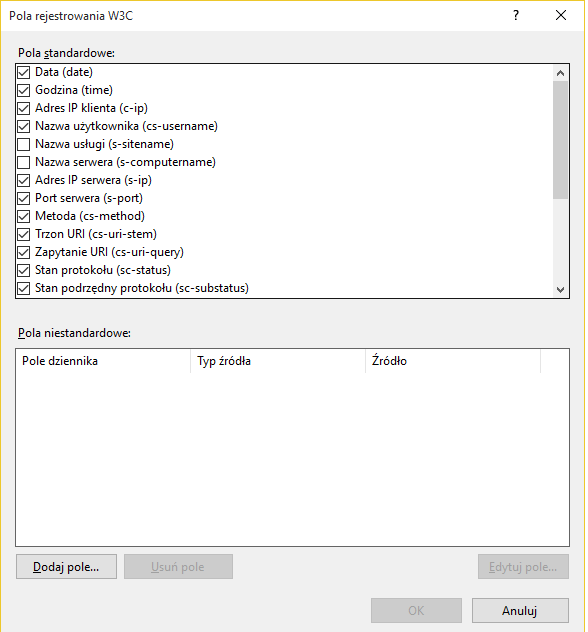 Pola rejestrowania W3C
?
Pola standardowe:
Data (date)
Godzina (time)
Adres IP klienta (c-ip)
Nazwa użytkownika (cs-username)
Nazwa usługi (s-sitename)
Nazwa serwera (s-computername)
Adres IP serwera (s-ip)
Port serwera (s-port)
Metoda (cs-method)
Trzon URI (cs-uri-stem)
Zapytanie URI (cs-uri-query)
Stan protokołu (sc-status)
Stan podrzędny protokołu (sc-substatus)
Pola niestandardowe:
Pole dziennika Typ źródła Źródło
Dodaj pole... Usuń pole Edytuj pole...
OK Anuluj